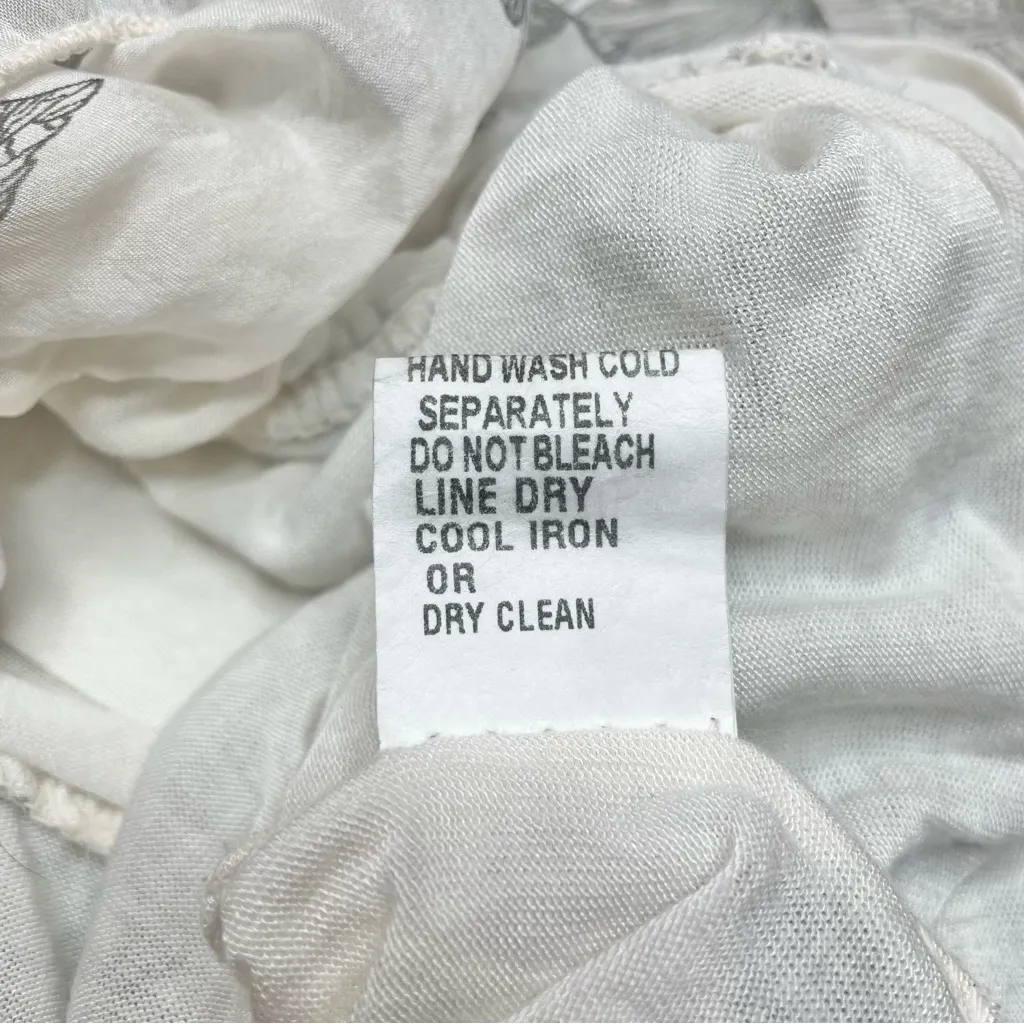 HAND WASH COLD
SEPARATELY
DO NOT BLEACH
LINE DRY
COOL IRON
OR
DRY CLEAN